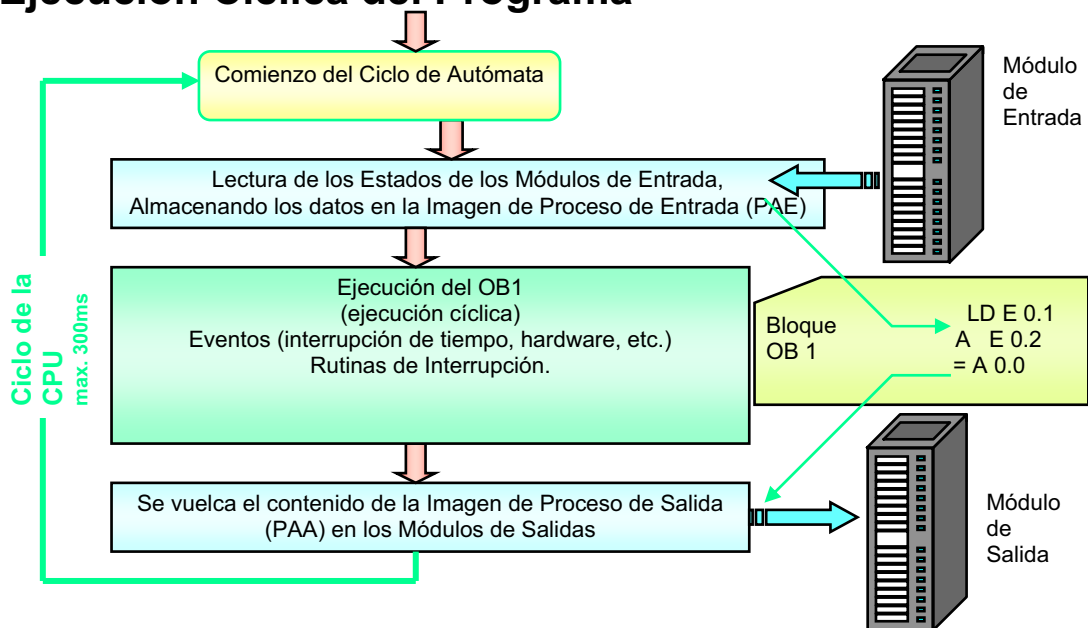 Ejecución Cíclica del Programa
Comienzo del Ciclo de Autómata
Módulo
de
Entrada
Lectura de los Estados de los Módulos de Entrada,
Almacenando los datos en la Imagen de Proceso de Entrada (PAE)
Ejecución del OB1
(ejecución cíclica)
Eventos (interrupción de tiempo, hardware, etc.)
Rutinas de Interrupción.
Bloque
OB 1
LD E 0.1
A E 0.2
= A 0.0
Ciclo de la
CPU
max. 300ms
Se vuelca el contenido de la Imagen de Proceso de Salida
(PAA) en los Módulos de Salidas
Módulo
de
Salida